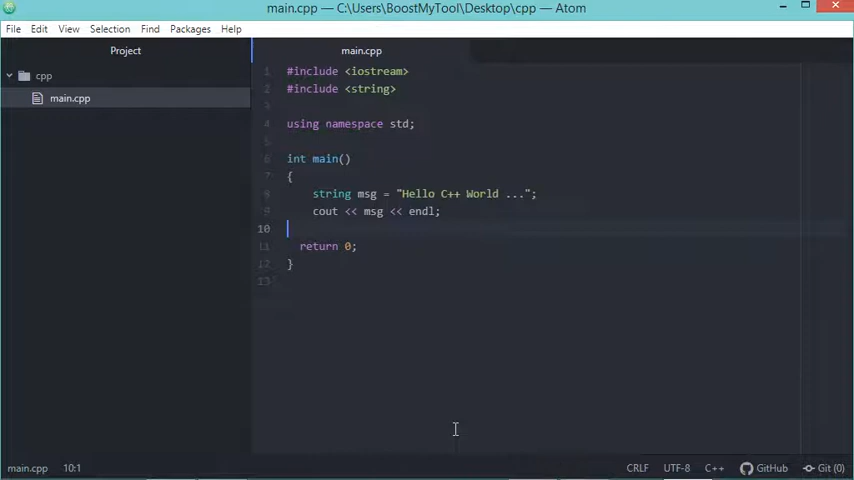 main.cpp — C:\Users\BoostMyTool\Desktop\cpp — Atom
File Edit View Selection Find Packages Help
Project
main.cpp
cpp
main.cpp
1 #include <iostream>
2 #include <string>
3
4 using namespace std;
5
6 int main()
7 {
8 string msg = "Hello C++ World ...";
9 cout << msg << endl;
10
11 return 0;
12 }
13
main.cpp 10:1 CRLF UTF-8 C++ GitHub Git (0)